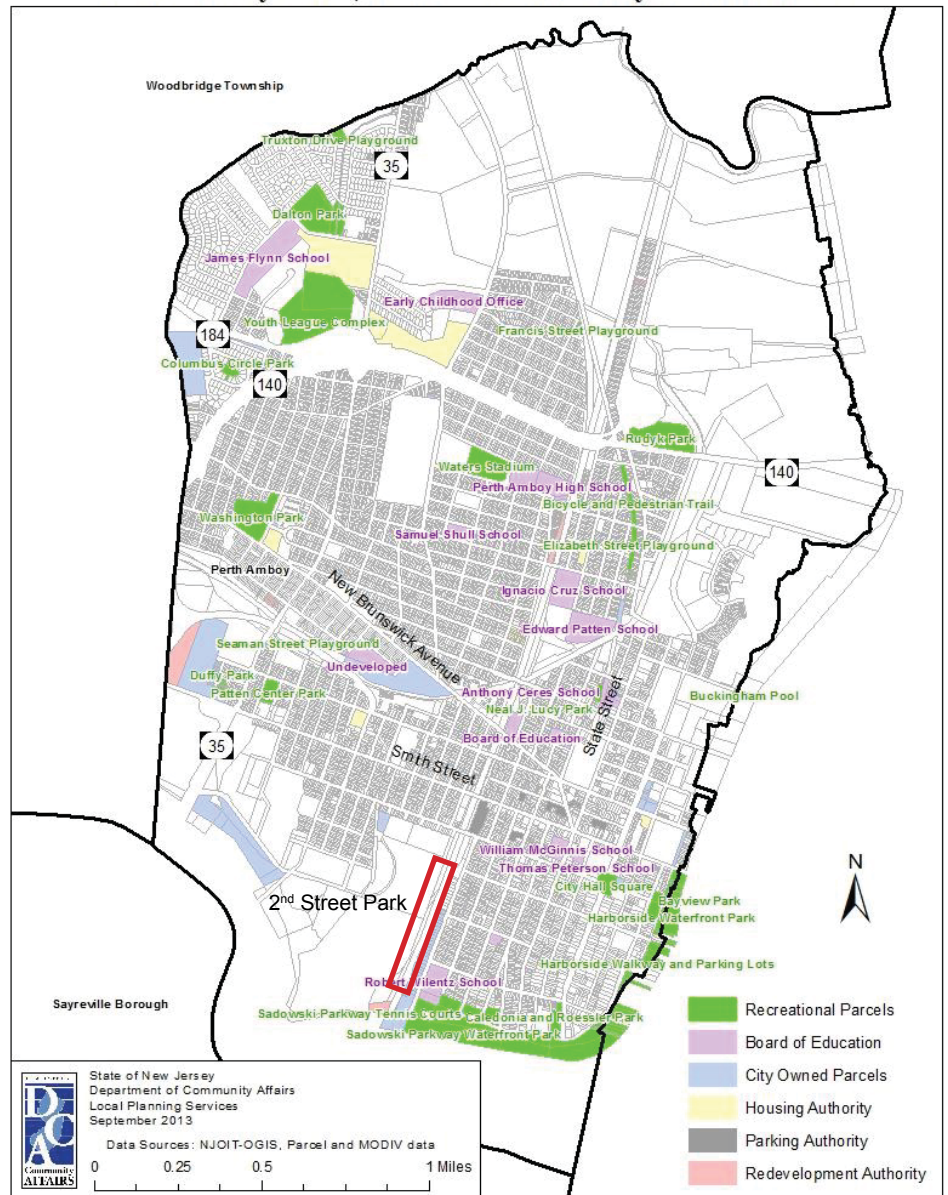 Woodbridge Township
Truxton Drive Playground
35
Dalton Park
James Flynn School
Early Childhood Office
Youth League Complex
Francis Street Playground
184
Columbus Circle Park
140
Rudyk Park
Waters Stadium
140
Perth Amboy High School
Bicycle and Pedestrian Trail
Washington Park
Samuel Shull School
Elizabeth Street Playground
Perth Amboy
New Brunswick Avenue
Ignacio Cruz School
Edward Patten School
Seaman Street Playground
Undeveloped
Duffy Park
Patten Center Park
Anthony Ceres School
Buckingham Pool
Neal J. Lucy Park
State Street
Board of Education
35
Smith Street
William McGinnis School
Thomas Peterson School
City Hall Square
N
2nd Street Park
Bayview Park
Harborside Waterfront Park
Harborside Walkway and Parking Lots
Robert Wilentz School
Sayreville Borough
Sadowski Parkway Tennis Courts
Caledonia and Roessler Park
Sadowski Parkway Waterfront Park
Recreational Parcels
Board of Education
City Owned Parcels
Housing Authority
Parking Authority
Redevelopment Authority
DCA
Community
AFFAIRS
State of New Jersey
Department of Community Affairs
Local Planning Services
September 2013
Data Sources: NJOIT-OGIS, Parcel and MODIV data
0 0.25 0.5 1 Miles